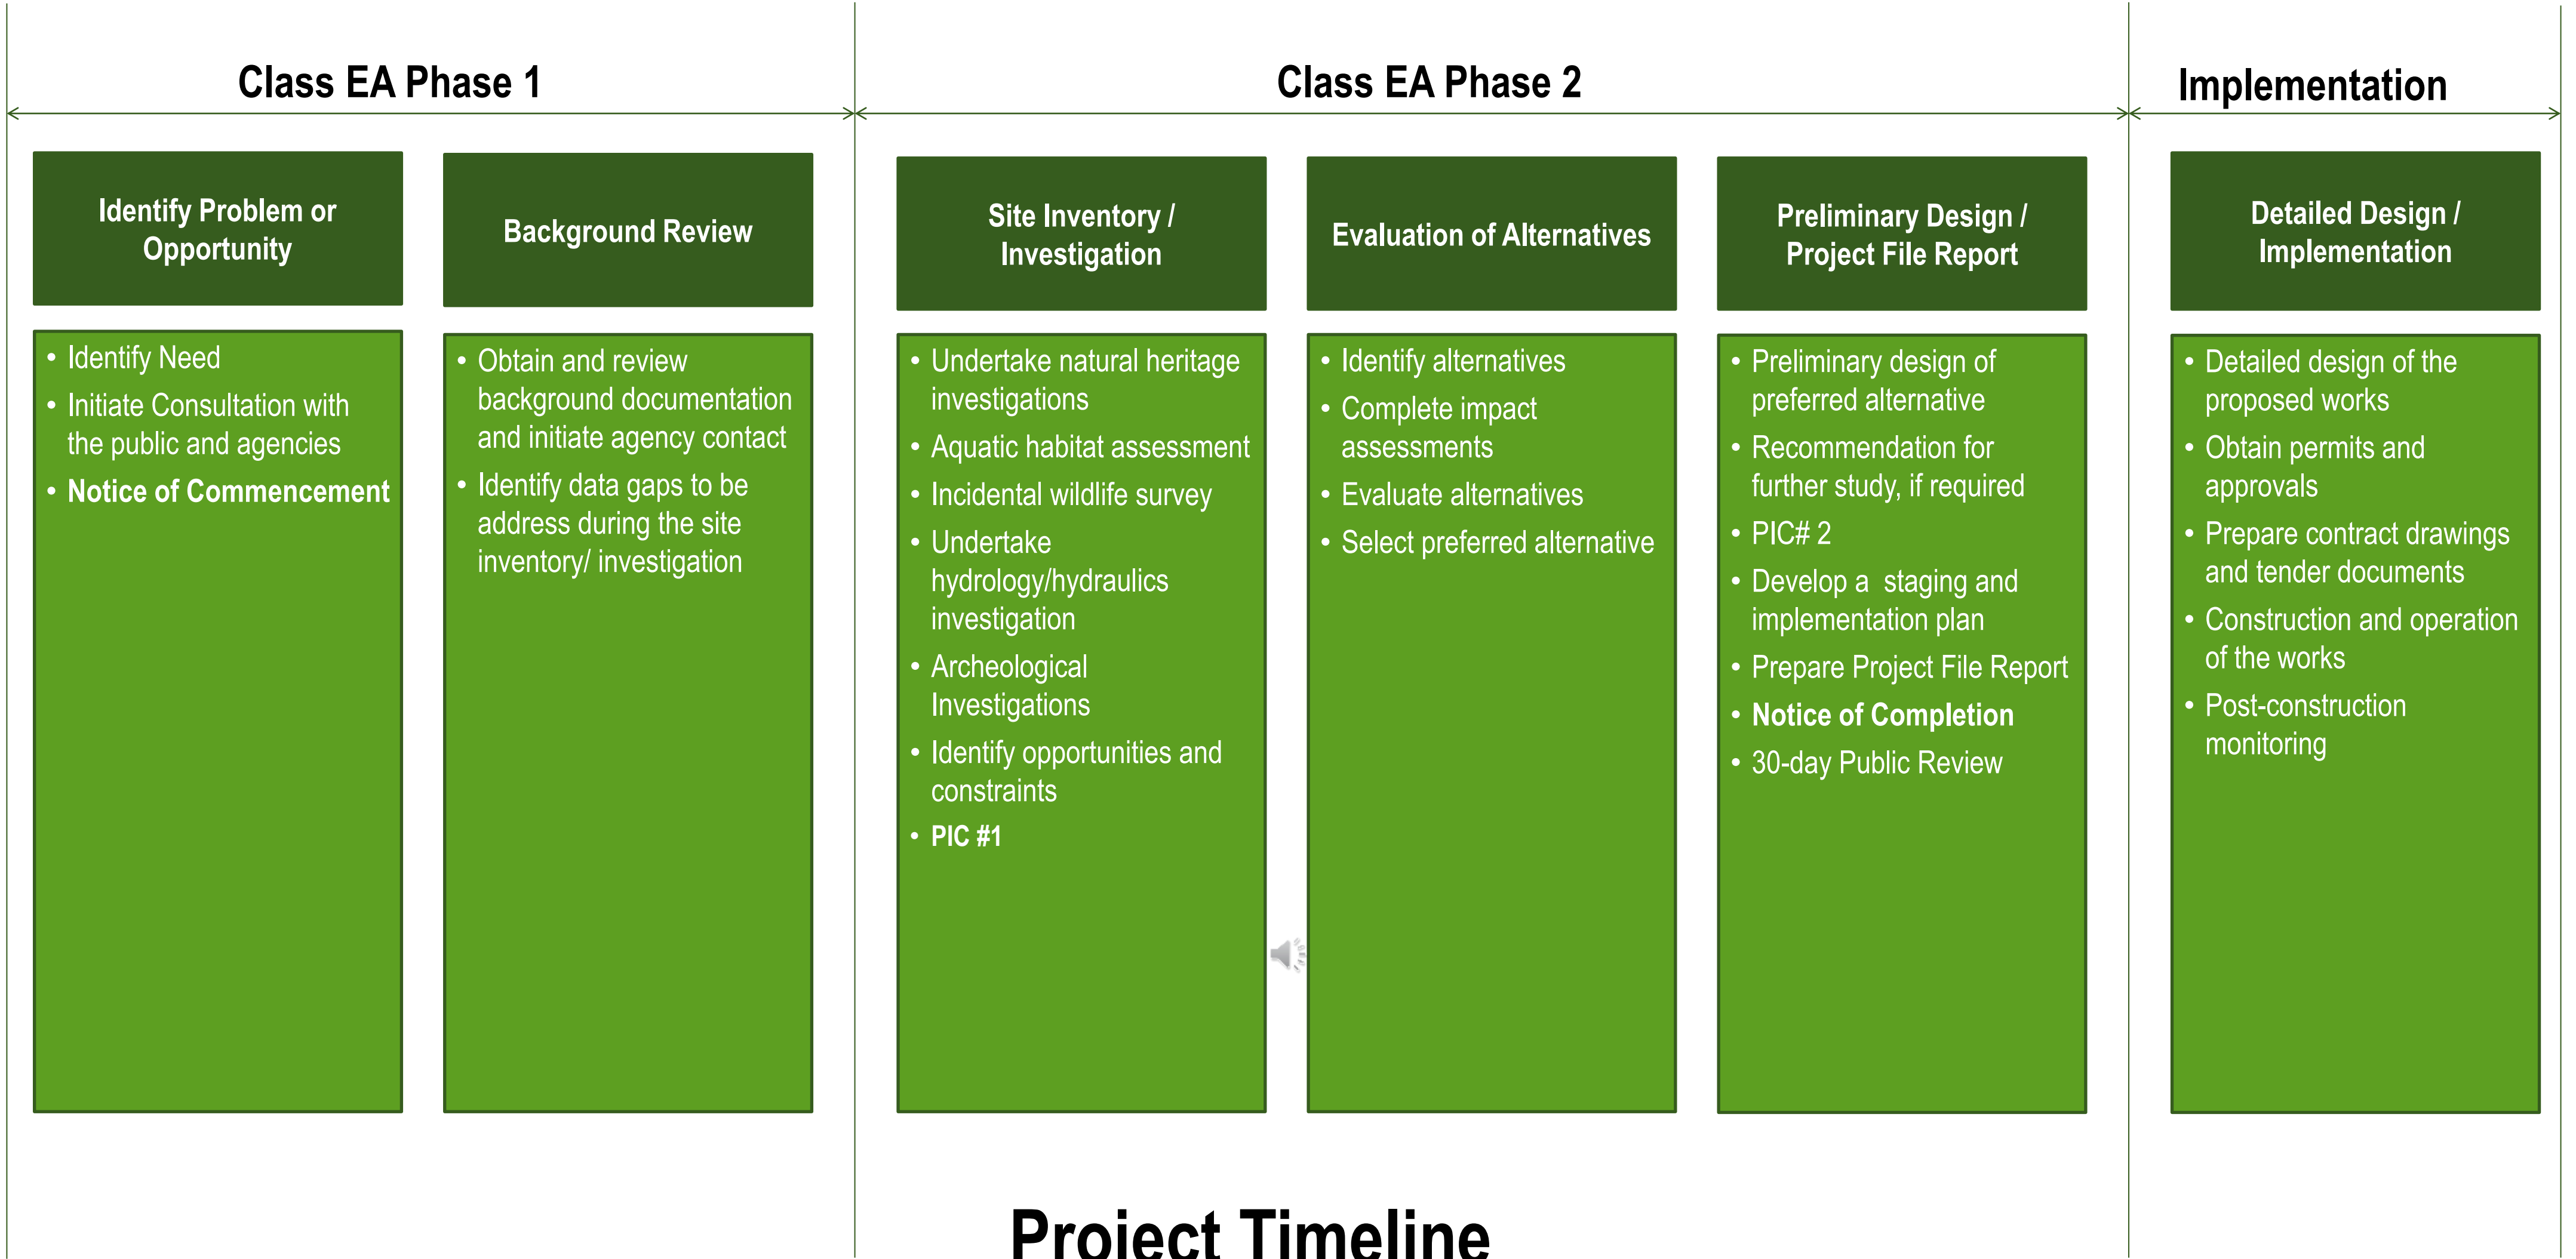 Class EA Phase 1
Class EA Phase 2
Implementation
Identify Problem or
Opportunity
• Identify Need
• Initiate Consultation with
the public and agencies
• Notice of Commencement
Background Review
• Obtain and review
background documentation
and initiate agency contact
• Identify data gaps to be
address during the site
inventory/ investigation
Site Inventory /
Investigation
• Undertake natural heritage
investigations
• Aquatic habitat assessment
• Incidental wildlife survey
• Undertake
hydrology/hydraulics
investigation
• Archeological
Investigations
• Identify opportunities and
constraints
• PIC #1
Evaluation of Alternatives
• Identify alternatives
• Complete impact
assessments
• Evaluate alternatives
• Select preferred alternative
Preliminary Design /
Project File Report
• Preliminary design of
preferred alternative
• Recommendation for
further study, if required
• PIC# 2
• Develop a  staging and
implementation plan
• Prepare Project File Report
• Notice of Completion
• 30-day Public Review
Detailed Design /
Implementation
• Detailed design of the
proposed works
• Obtain permits and
approvals
• Prepare contract drawings
and tender documents
• Construction and operation
of the works
• Post-construction
monitoring
Project Timeline